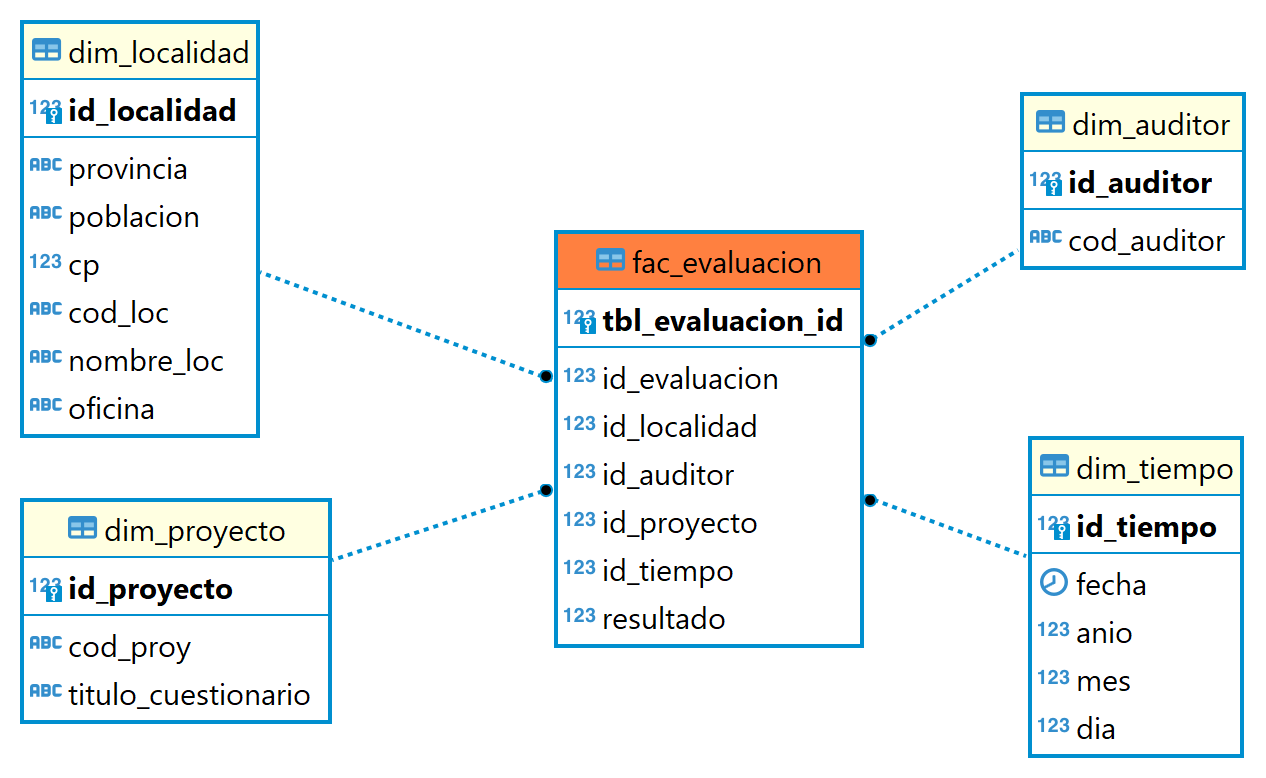 dim_localidad
123 id_localidad
ABC provincia
ABC poblacion
123 cp
ABC cod_loc
ABC nombre_loc
ABC oficina
dim_proyecto
123 id_proyecto
ABC cod_proy
ABC titulo_cuestionario
fac_evaluacion
123 tbl_evaluacion_id
123 id_evaluacion
123 id_localidad
123 id_auditor
123 id_proyecto
123 id_tiempo
123 resultado
dim_auditor
123 id_auditor
ABC cod_auditor
dim_tiempo
123 id_tiempo
fecha
123 anio
123 mes
123 dia